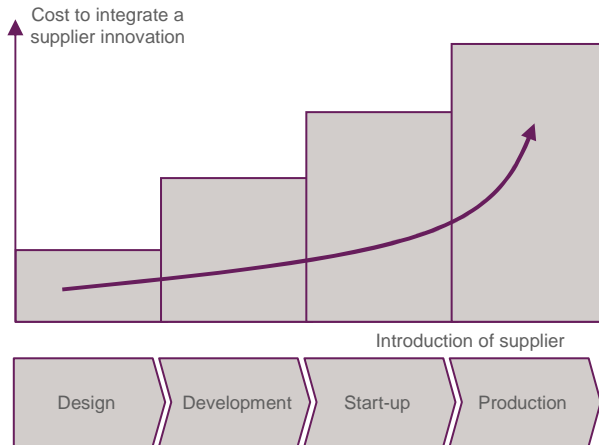 Cost to integrate a
supplier innovation
Introduction of supplier
Design
Development
Start-up
Production